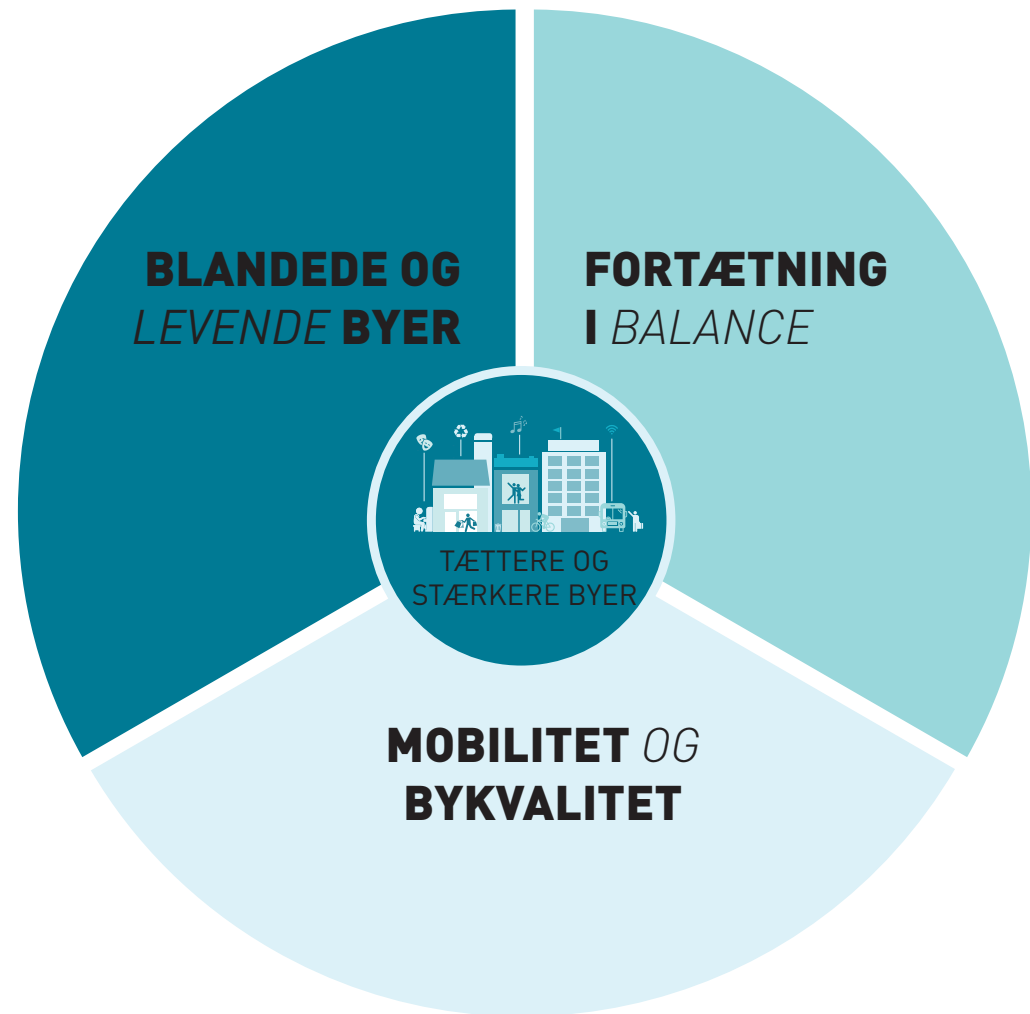 BLANDEDE OG
LEVENDE BYER
FORTÆTNING
I BALANCE
TÆTTERE OG
STÆRKERE BYER
MOBILITET OG
BYKVALITET